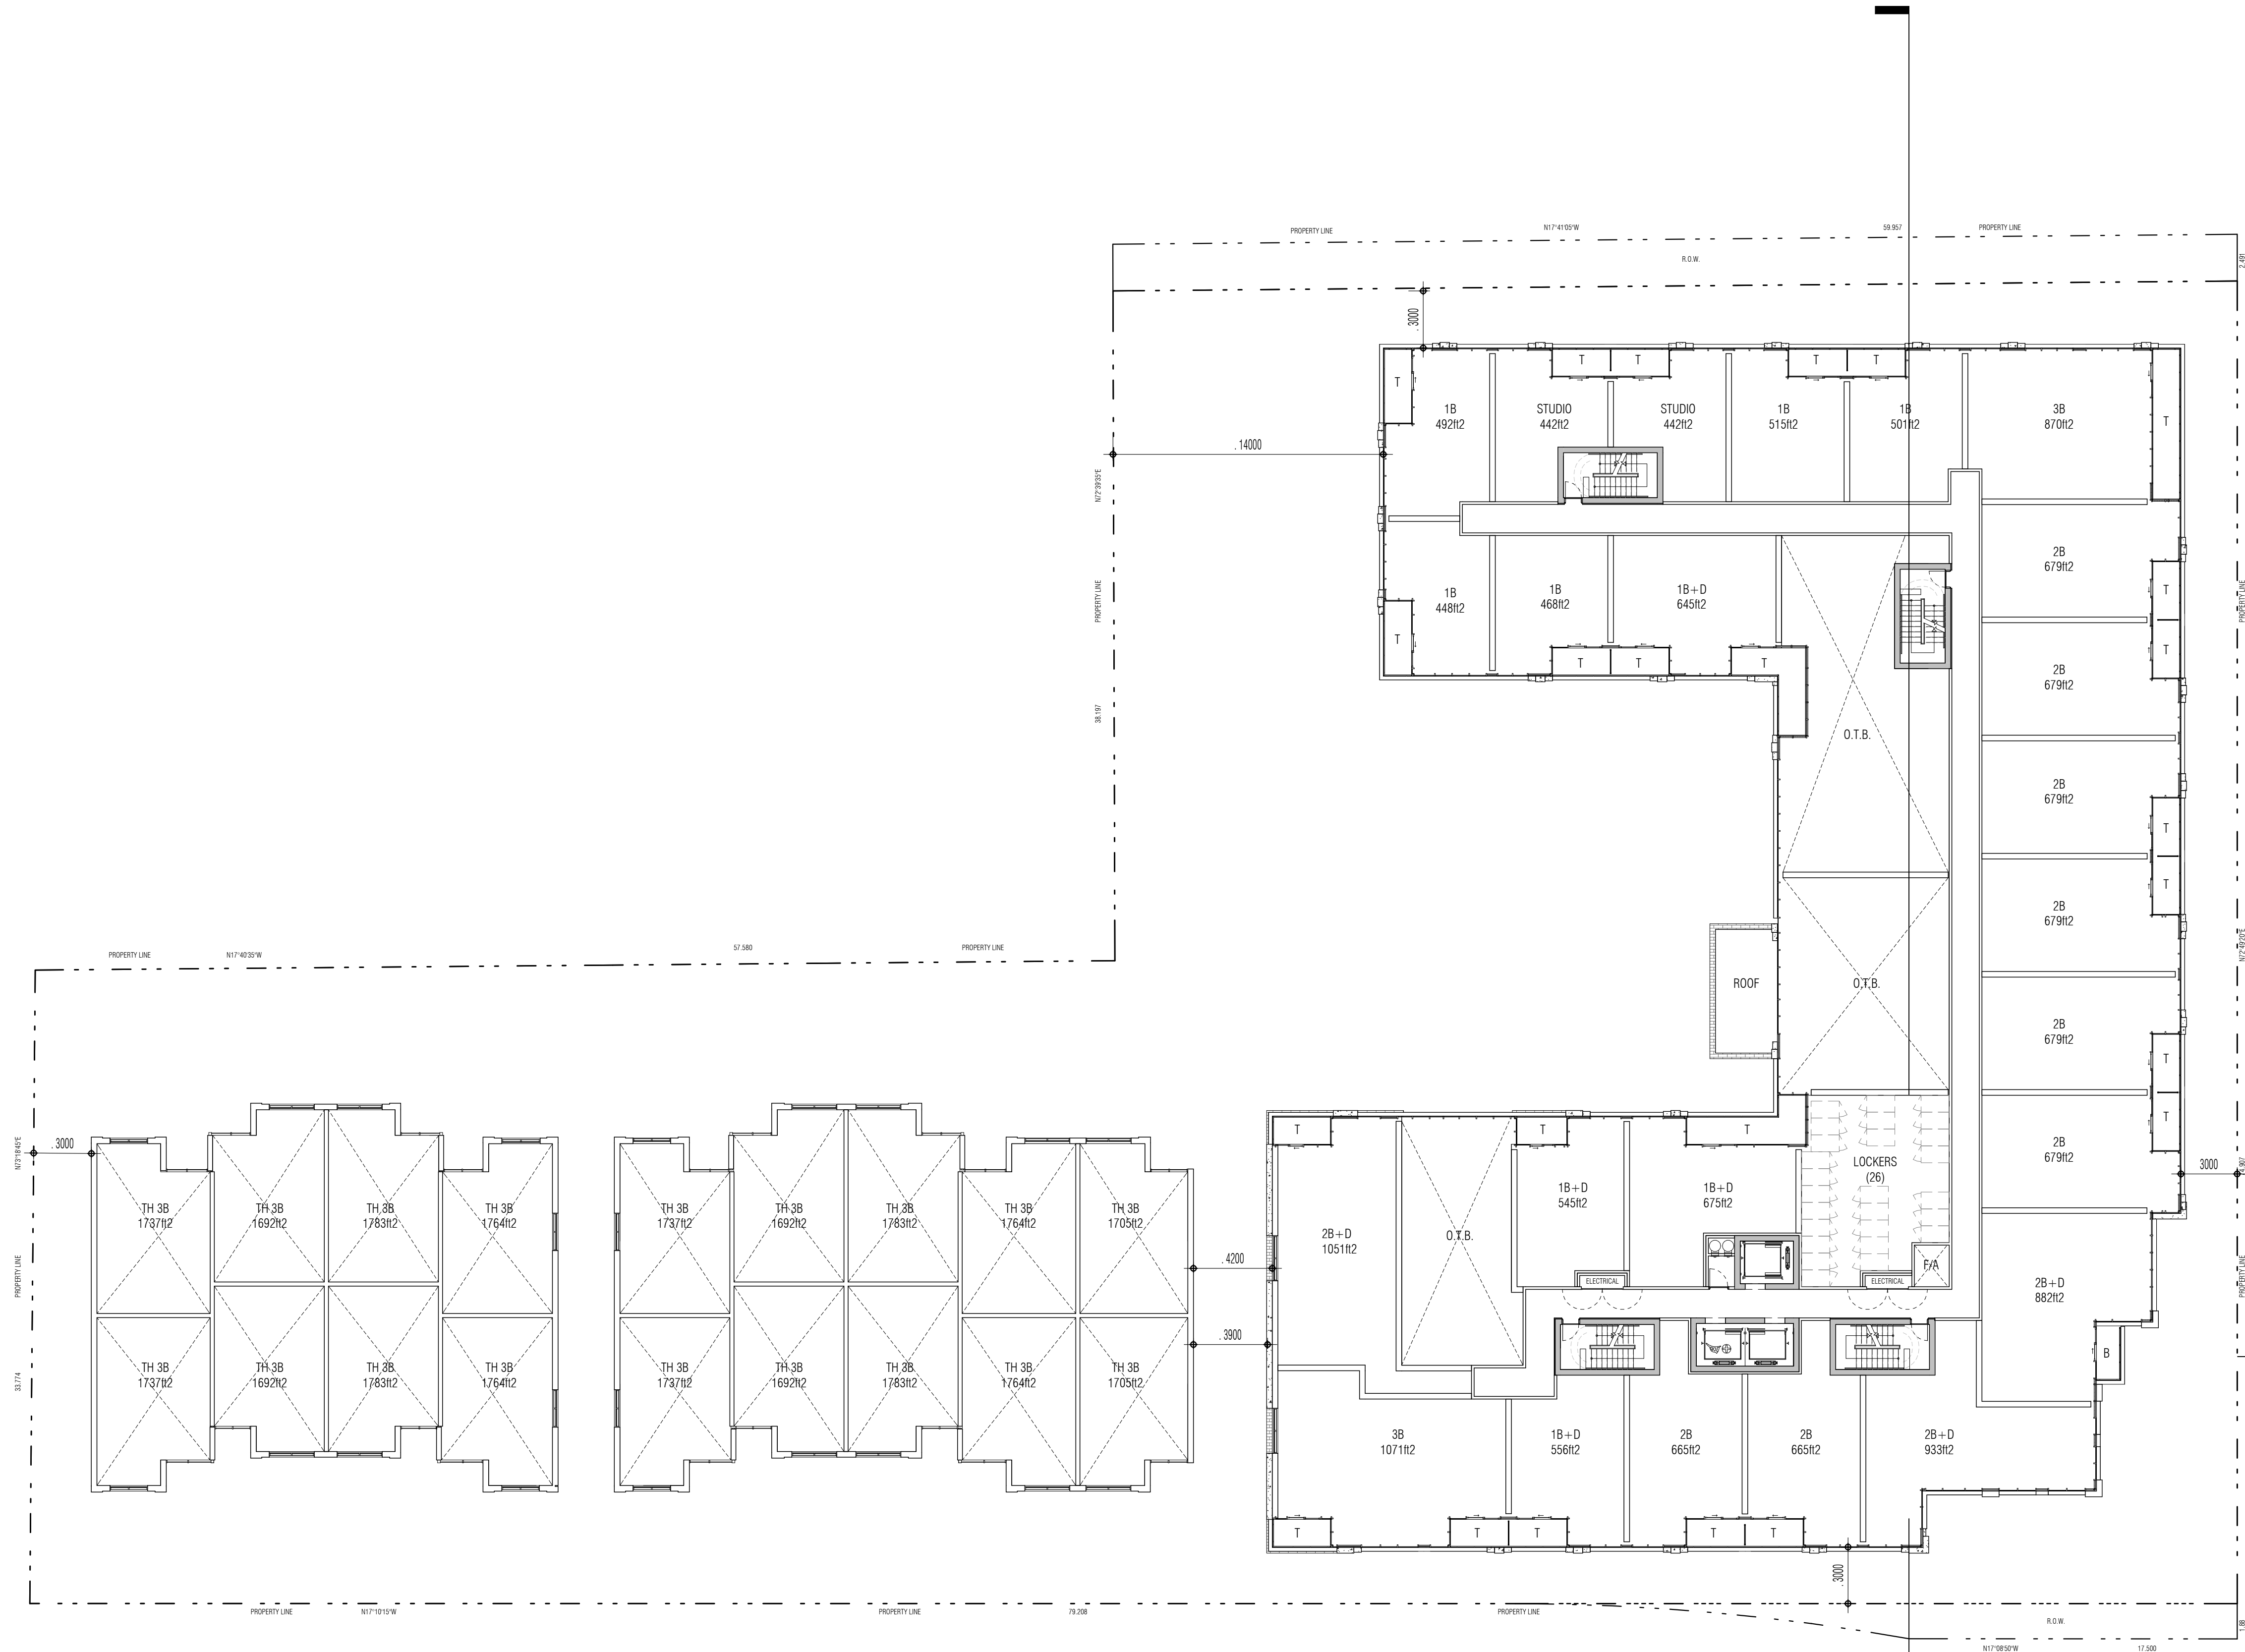 PROPERTY LINE
N17°41'05"W
59.957
PROPERTY LINE
R.O.W.
2.491
3000
T
T
T
T
T
1B
492ft2
STUDIO
442ft2
STUDIO
442ft2
1B
515ft2
1B
501ft2
3B
870ft2
T
14000
N72°39'35"E
PROPERTY LINE
38.197
1B
448ft2
1B
468ft2
1B+D
645ft2
T
T
T
T
2B
679ft2
T
T
2B
679ft2
PROPERTY LINE
O.T.B.
2B
679ft2
T
T
2B
679ft2
N72°49'20"E
PROPERTY LINE
N17°40'35"W
57.580
PROPERTY LINE
ROOF
O.T.B.
2B
679ft2
T
T
2B
679ft2
3000
N73°18'45"E
3000
PROPERTY LINE
33.774
TH 3B
1737ft2
TH 3B
1692ft2
TH 3B
1783ft2
TH 3B
1764ft2
TH 3B
1737ft2
TH 3B
1692ft2
TH 3B
1783ft2
TH 3B
1764ft2
TH 3B
1705ft2
TH 3B
1737ft2
TH 3B
1692ft2
TH 3B
1783ft2
TH 3B
1764ft2
TH 3B
1737ft2
TH 3B
1692ft2
TH 3B
1783ft2
TH 3B
1764ft2
TH 3B
1705ft2
4200
3900
T
T
T
2B+D
1051ft2
O.T.B.
1B+D
545ft2
1B+D
675ft2
LOCKERS
(26)
F/A
ELECTRICAL
ELECTRICAL
2B+D
882ft2
B
PROPERTY LINE
3B
1071ft2
1B+D
556ft2
2B
665ft2
2B
665ft2
2B+D
933ft2
T
T
T
T
T
3000
PROPERTY LINE
N17°10'15"W
PROPERTY LINE
79.208
PROPERTY LINE
R.O.W.
1.88
N17°08'50"W
17.500